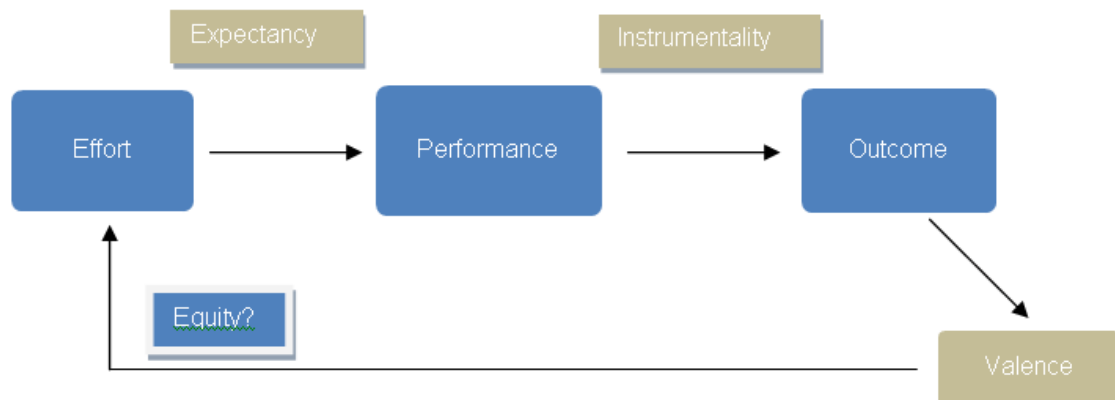 Expectancy
Instrumentality
Effort
Performance
Outcome
Equity?
Valence